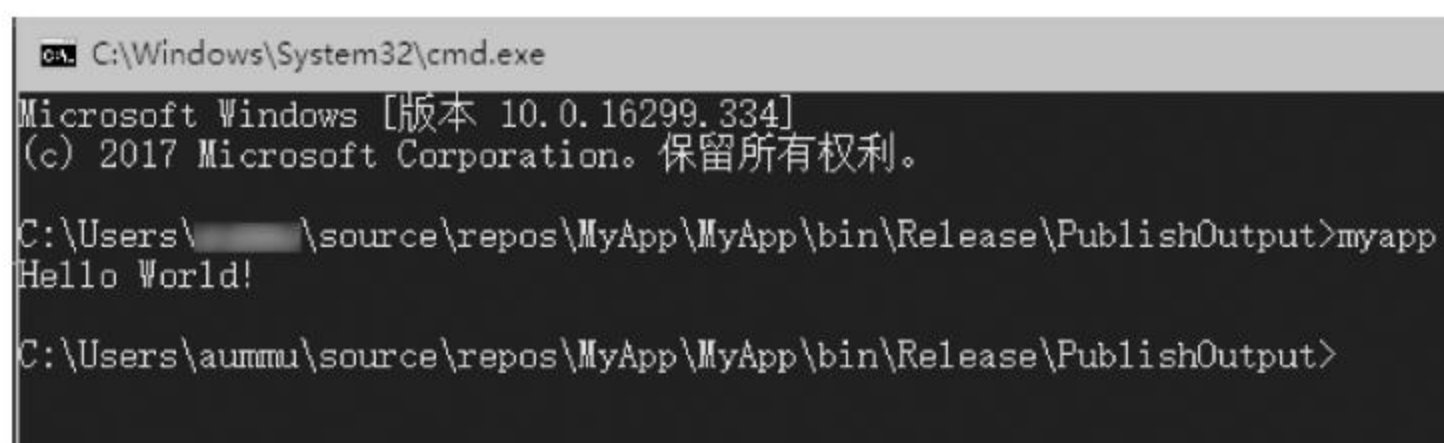 C:\Windows\System32\cmd.exe
Microsoft Windows [版本 10.0.16299.334]
(c) 2017 Microsoft Corporation。保留所有权利。
C:\Users\ \source\repos\MyApp\MyApp\bin\Release\PublishOutput>myapp
Hello World!
C:\Users\aummu\source\repos\MyApp\MyApp\bin\Release\PublishOutput>